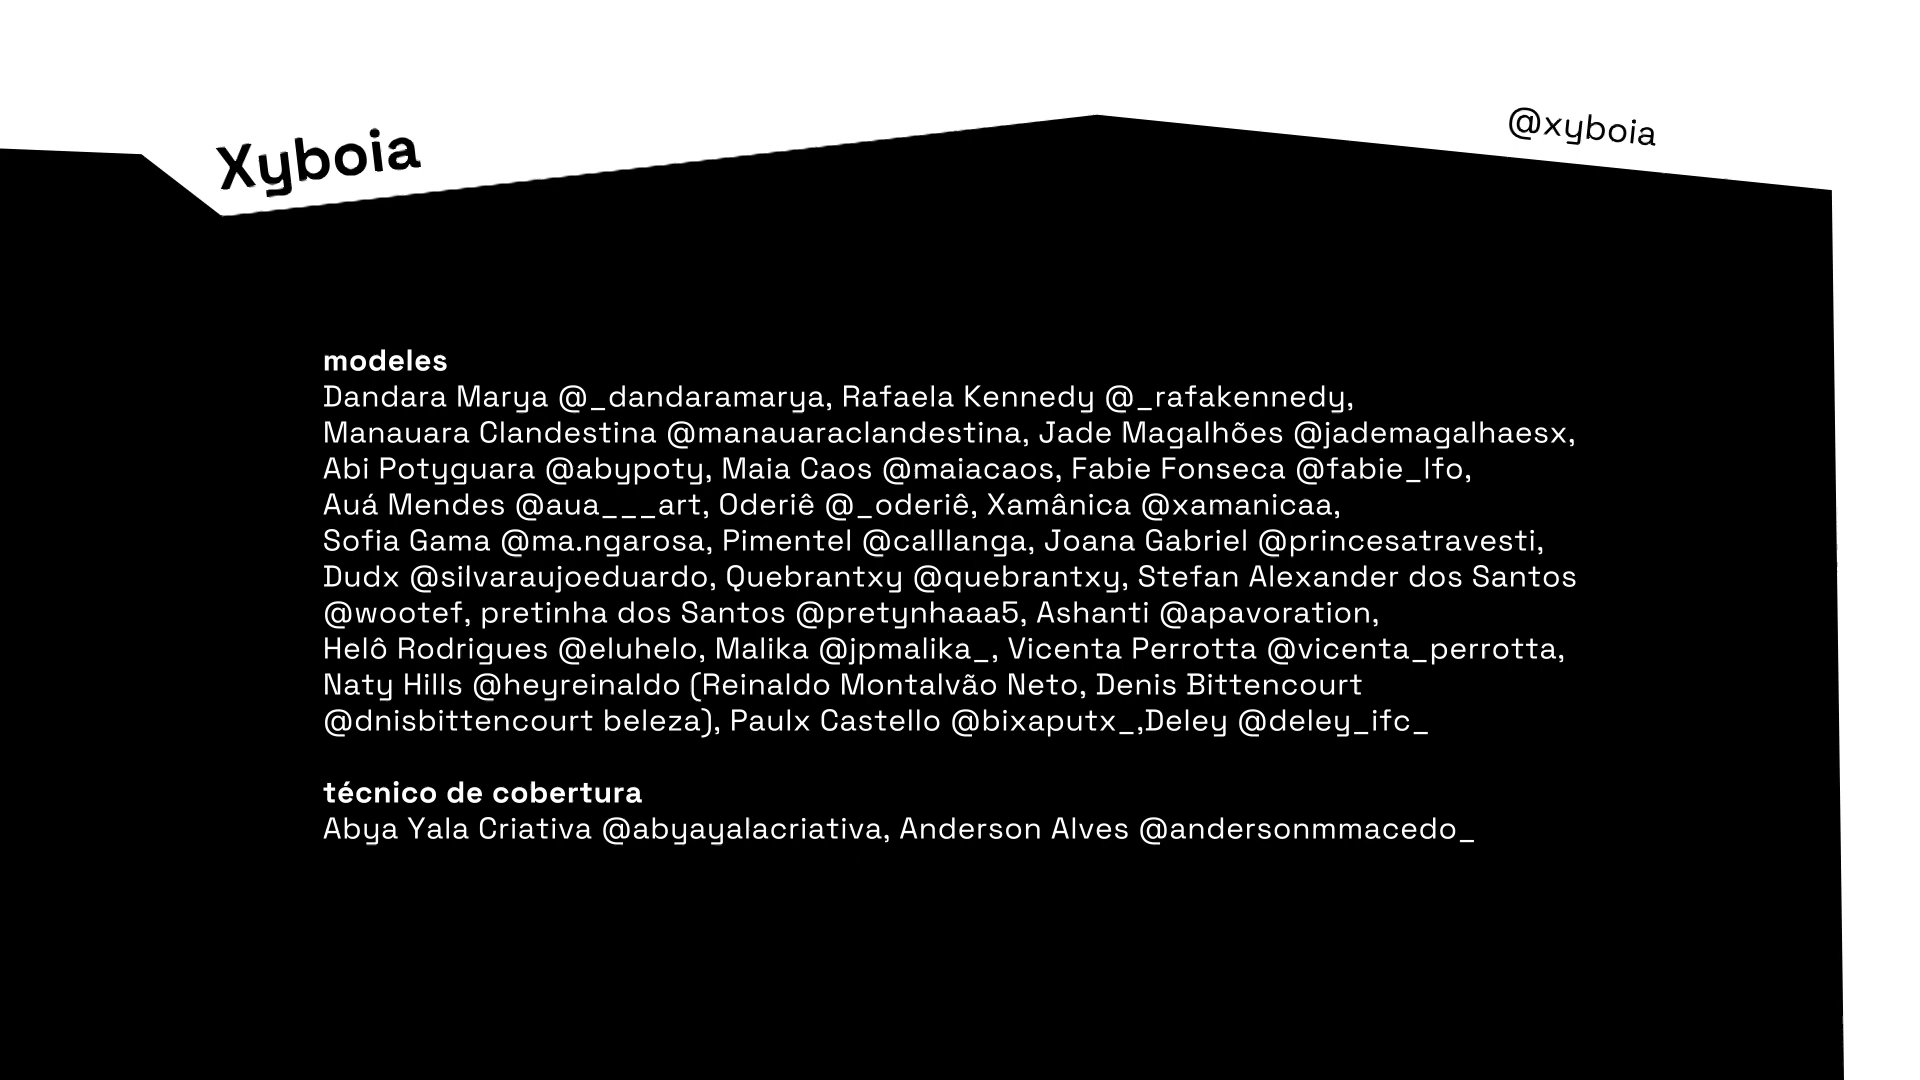 Xyboia
@xyboia
modeles
Dandara Marya @_dandaramarya, Rafaela Kennedy @_rafakennedy,
Manauara Clandestina @manauaraclandestina, Jade Magalhões @jademagalhaesx,
Abi Potyguara @abypoty, Maia Caos @maiacaos, Fabie Fonseca @fabie_lfo,
Auá Mendes @aua___art, Oderiê @_oderiê, Xamânica @xamanicaa,
Sofia Gama @ma.ngarosa, Pimentel @calllanga, Joana Gabriel @princesatravesti,
Dudx @silvaraujoeduardo, Quebrantxy @quebrantxy, Stefan Alexander dos Santos
@wootef, pretinha dos Santos @pretynhaaa5, Ashanti @apavoration,
Helô Rodrigues @eluhelo, Malika @jpmalika_, Vicenta Perrotta @vicenta_perrotta,
Naty Hills @heyreinaldo (Reinaldo Montalvão Neto, Denis Bittencourt
@dnisbittencourt beleza), Paulx Castello @bixaputx_,Deley @deley_ifc_
técnico de cobertura
Abya Yala Criativa @abyayalacriativa, Anderson Alves @andersonmmacedo_